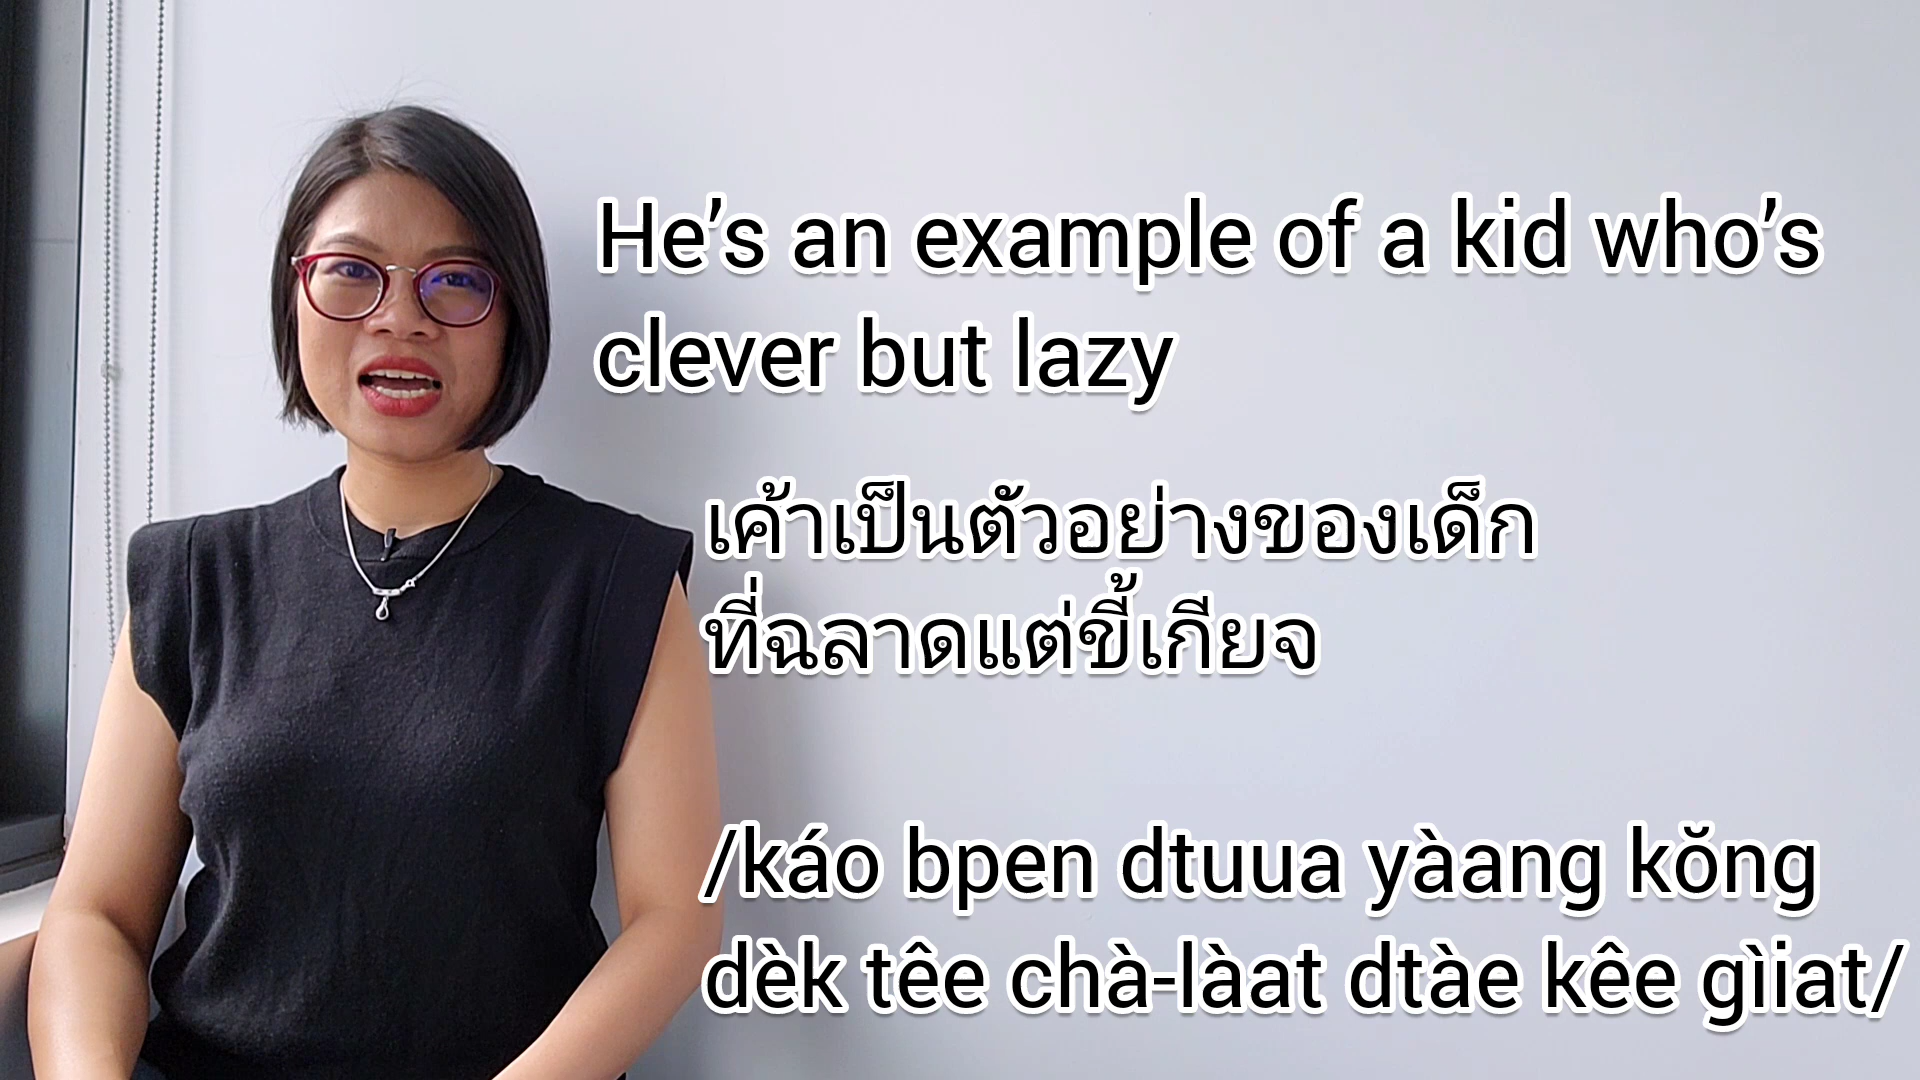 He’s an example of a kid who’s
clever but lazy
เค้าเป็นตัวอย่างของเด็ก
ที่ฉลาดแต่ขี้เกียจ
/káo bpen dtuua yàang kŏng
dèk têe chà-làat dtàe kêe gìiat/